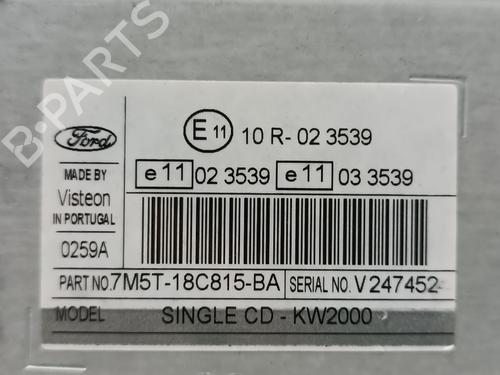 B-PARTS
E 11 10 R- 02 3539
Ford
e 11 02 3539 e 11 03 3539
MADE BY
Visteon
IN PORTUGAL
0259A
PART NO. 7M5T-18C815-BA SERIAL NO. V 247452
MODEL SINGLE CD - KW2000